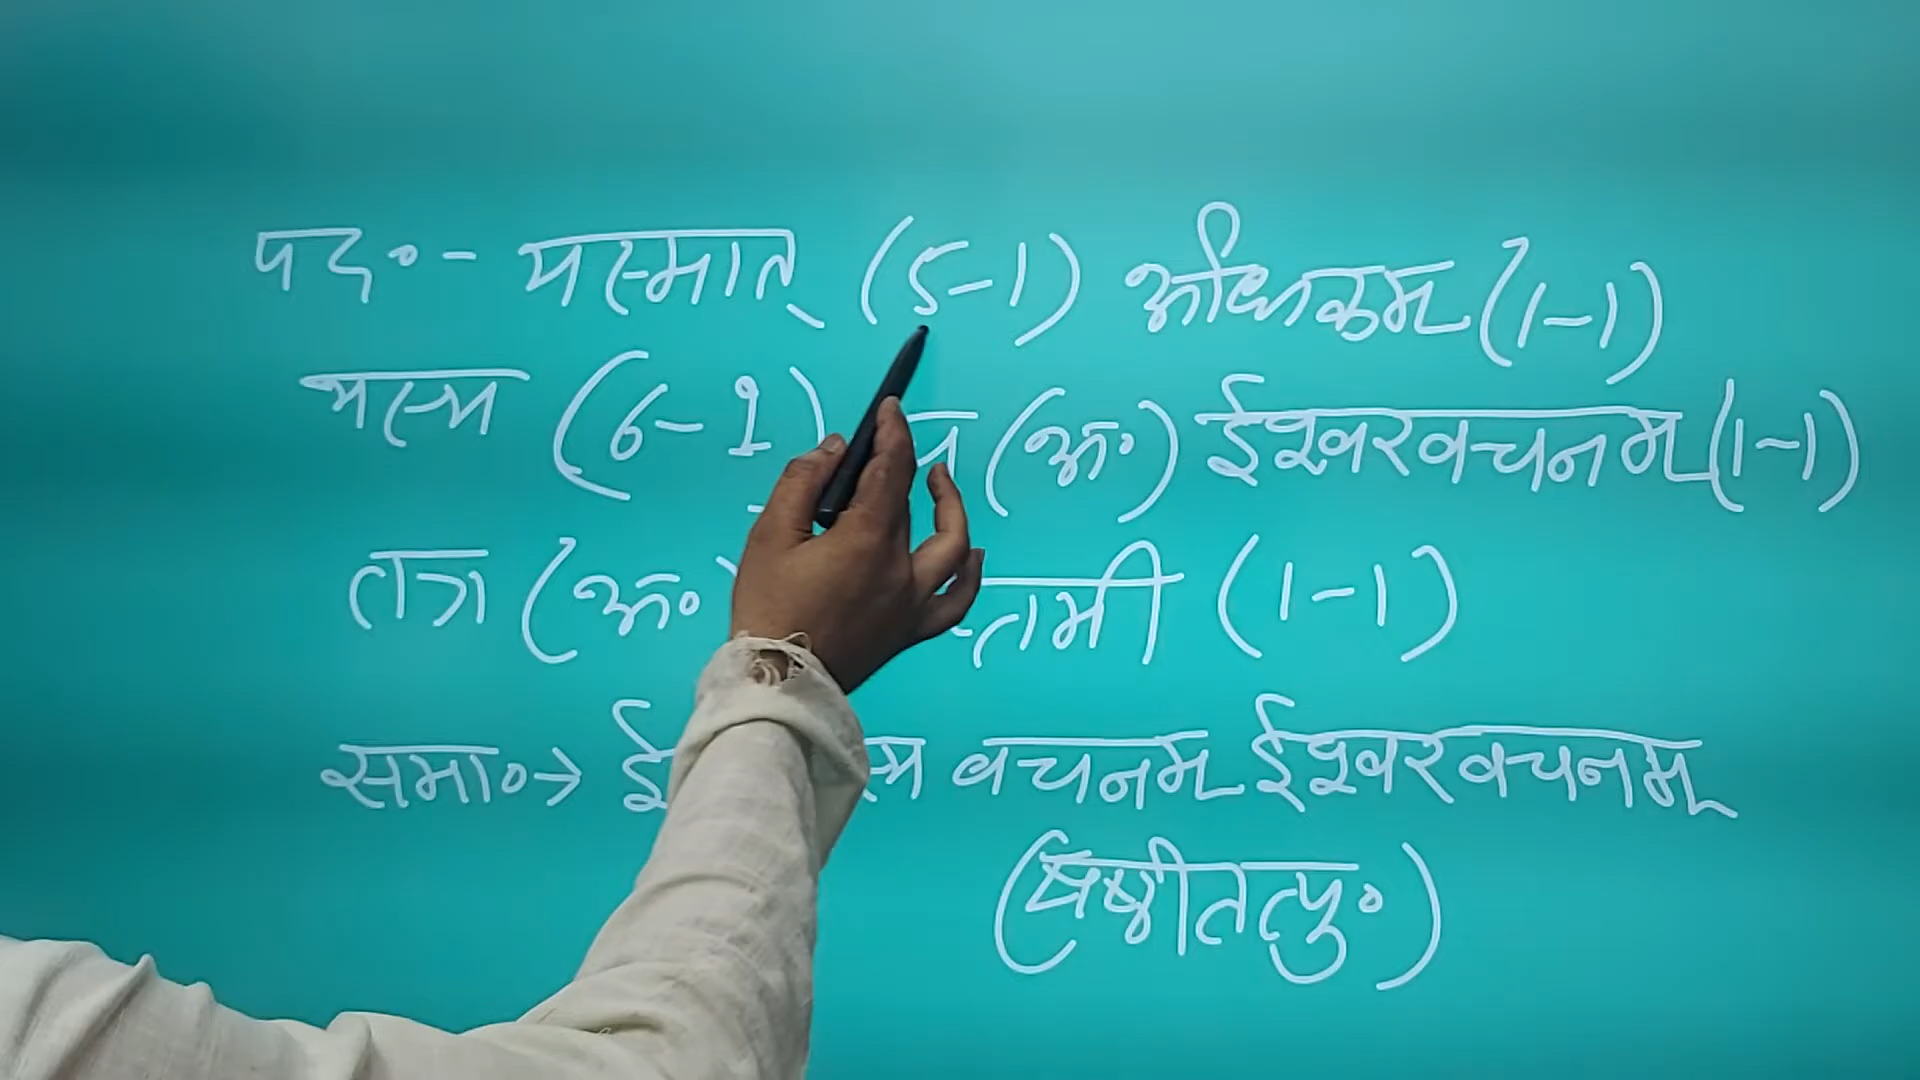 पद०- यस्मात् (5-1) अधिकम् (1-1)
यस्य (6-1) (अ०) ईश्वरवचनम् (1-1)
तत्र (अ० (1-1)
समा०→ वचनम् ईश्वरवचनम्
(षष्ठीतत्पु०)